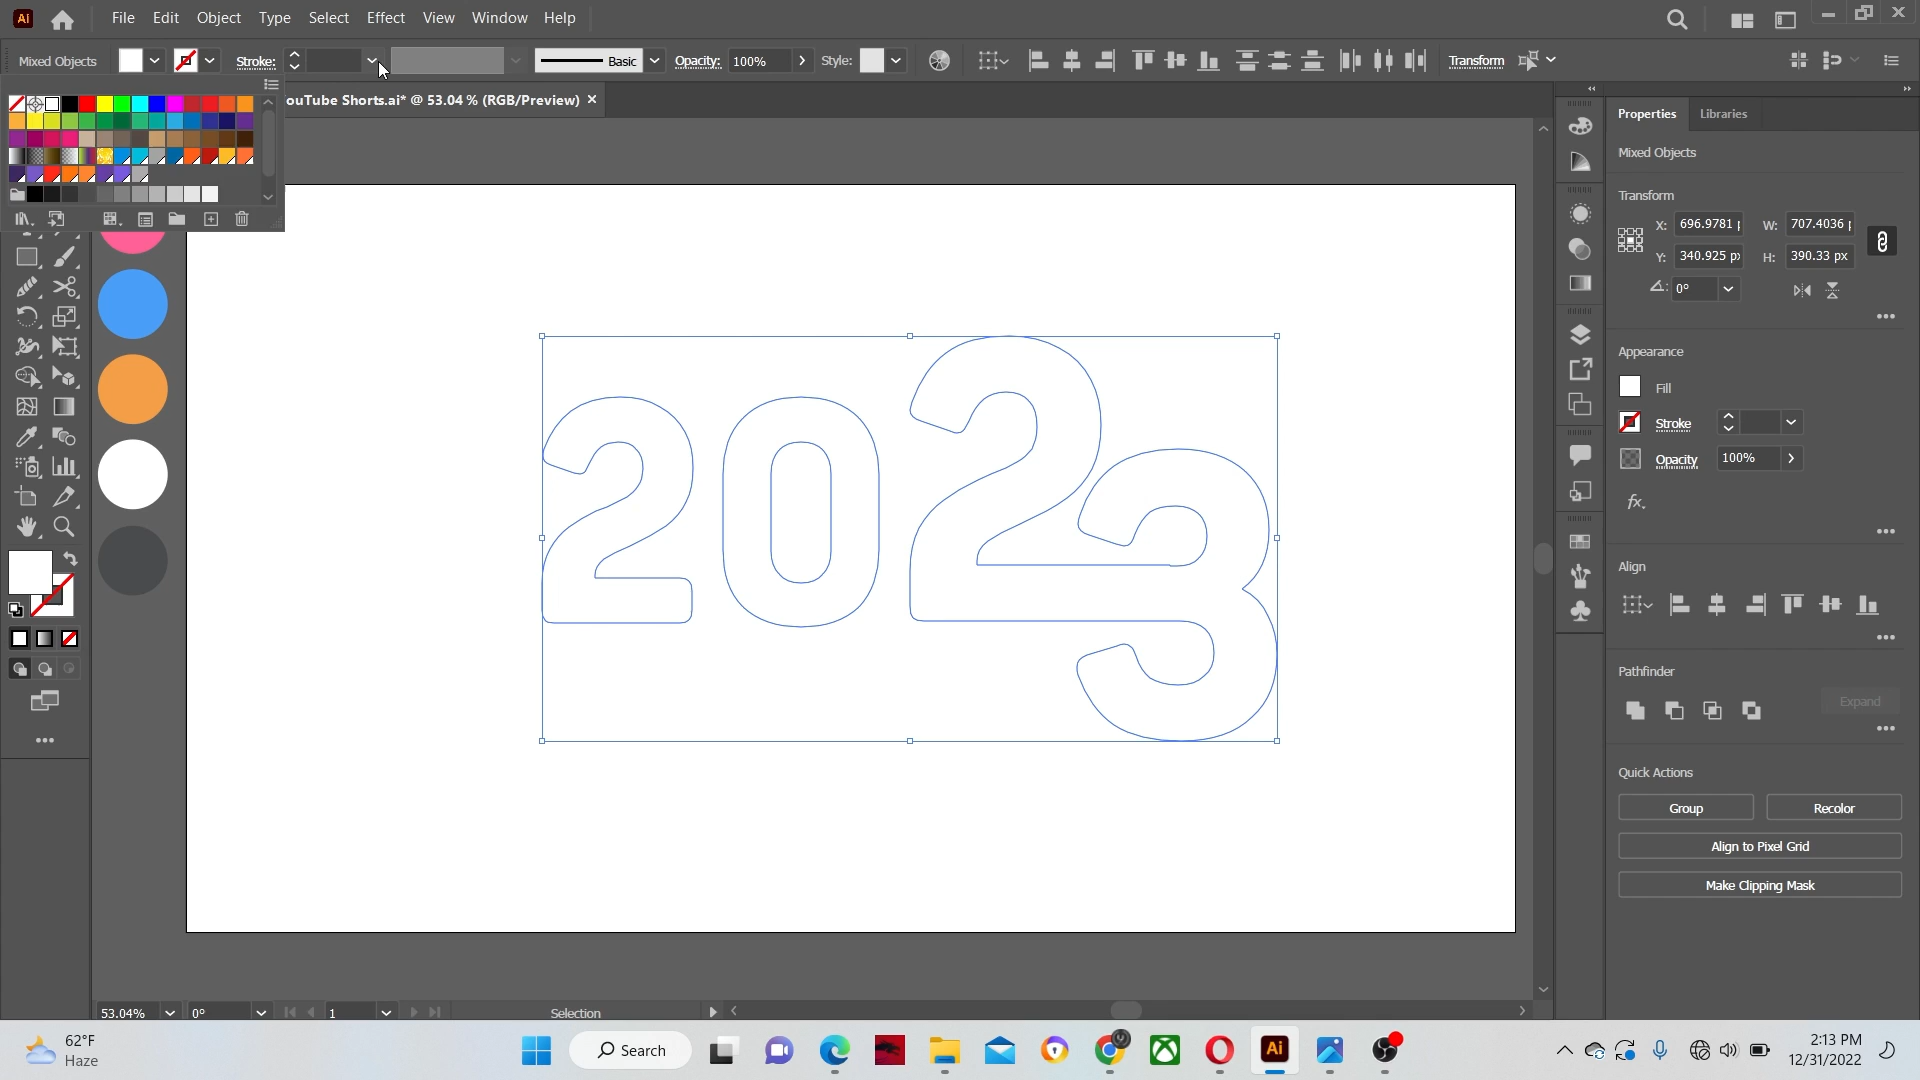 Ai File Edit Object Type Select Effect View Window Help
Mixed Objects Stroke: Basic Opacity: 100% Style: Transform
ouTube Shorts.ai* @ 53.04 % (RGB/Preview) ×
Properties Libraries
Mixed Objects
Transform
X: 696.9781 W: 707.4036
Y: 340.925 px H: 390.33 px
0°
Appearance
Fill
Stroke
Opacity 100%
fx.
Align
Pathfinder
Expand
Quick Actions
Group Recolor
Align to Pixel Grid
Make Clipping Mask
2023
53.04% 0° 1 Selection
62°F
Haze
Search
Ai
2:13 PM
12/31/2022